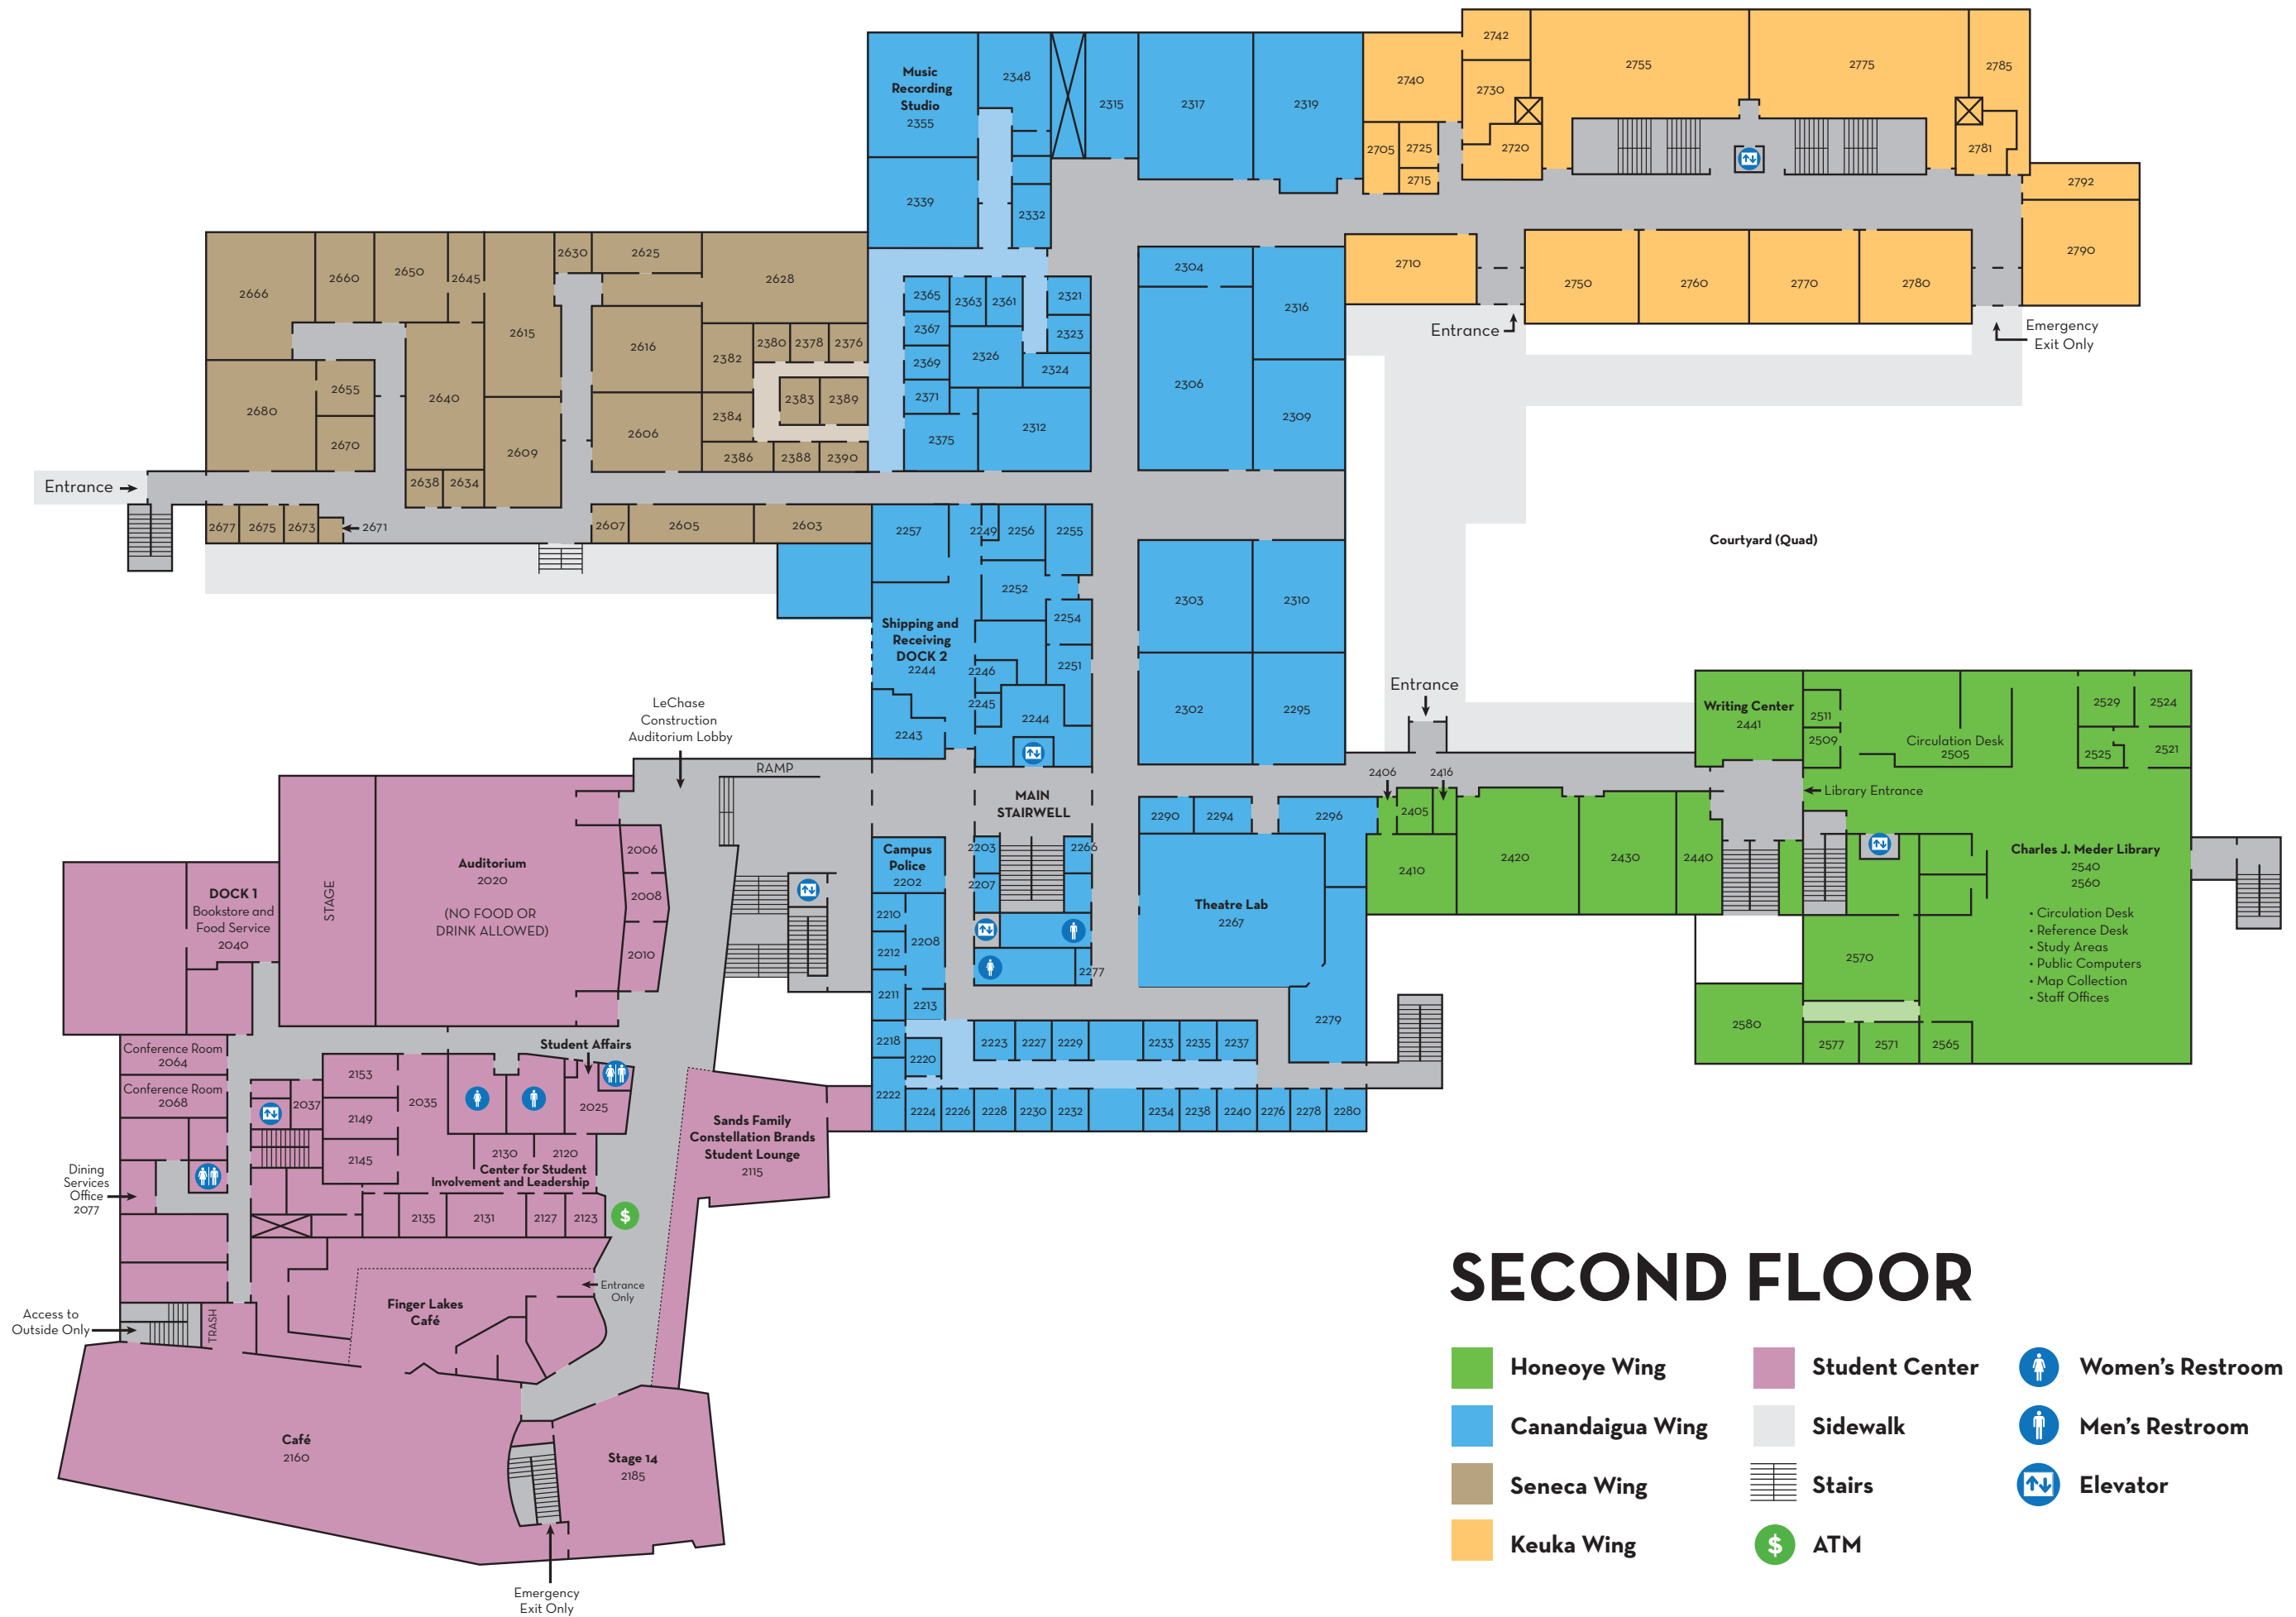 2742
2755
2775
2785
Music
Recording
Studio
2355
2348
2315
2317
2319
2740
2730
2705
2725
2715
2720
2781
2792
2339
2332
2790
2710
2750
2760
2770
2780
Entrance
Emergency
Exit Only
2666
2660
2650
2645
2630
2625
2628
2615
2616
2382
2380
2378
2376
2655
2680
2670
2640
2609
2606
2384
2383
2389
2386
2388
2390
2638
2634
2365
2363
2361
2321
2367
2323
2326
2369
2324
2371
2375
2312
2304
2316
2306
2309
Entrance
2677
2675
2673
2671
2607
2605
2603
2257
2249
2256
2255
2252
2254
2251
Shipping and
Receiving
DOCK 2
2244
2246
2245
2244
2243
2303
2310
2302
2295
Courtyard (Quad)
Entrance
Writing Center
2441
2511
2509
Circulation Desk
2505
2529
2524
2525
2521
Library Entrance
2406
2416
2405
2410
2420
2430
2440
Charles J. Meder Library
2540
2560
• Circulation Desk
• Reference Desk
• Study Areas
• Public Computers
• Map Collection
• Staff Offices
2570
2580
2577
2571
2565
LeChase
Construction
Auditorium Lobby
RAMP
MAIN
STAIRWELL
2290
2294
2296
Theatre Lab
2267
2279
Campus
Police
2202
2203
2266
2207
2210
2208
2212
2211
2213
2277
2218
2220
2222
2223
2227
2229
2233
2235
2237
2224
2226
2228
2230
2232
2234
2238
2240
2276
2278
2280
DOCK 1
Bookstore and
Food Service
2040
STAGE
Auditorium
2020
(NO FOOD OR
DRINK ALLOWED)
2006
2008
2010
Conference Room
2064
Conference Room
2068
Student Affairs
2153
2037
2149
2145
2035
2025
2130
2120
Center for Student
Involvement and Leadership
2135
2131
2127
2123
$
Sands Family
Constellation Brands
Student Lounge
2115
Dining
Services
Office
2077
Access to
Outside Only
TRASH
Finger Lakes
Café
Entrance
Only
Café
2160
Stage 14
2185
Emergency
Exit Only
SECOND FLOOR
Honeoye Wing
Canandaigua Wing
Seneca Wing
Keuka Wing
Student Center
Sidewalk
Stairs
$
ATM
Women's Restroom
Men's Restroom
Elevator